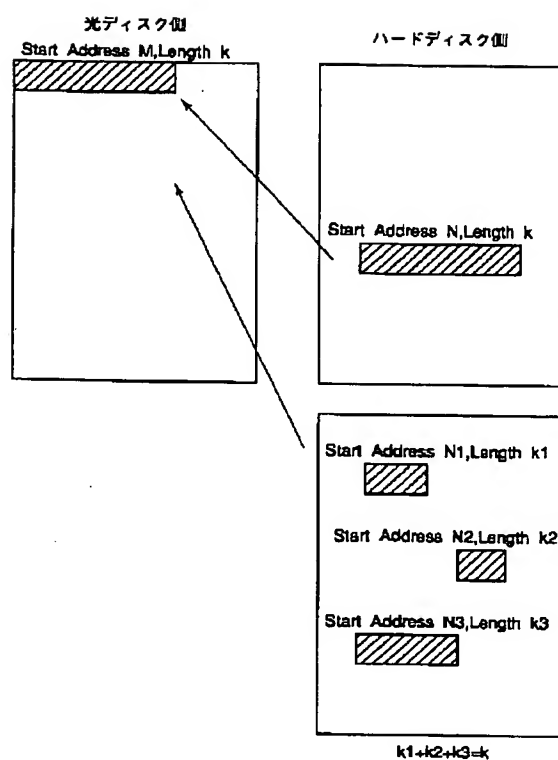 光ディスク側
Start Address M,Length k
ハードディスク側
Start Address N,Length k
Start Address N1,Length k1
Start Address N2,Length k2
Start Address N3,Length k3
k1+k2+k3=k